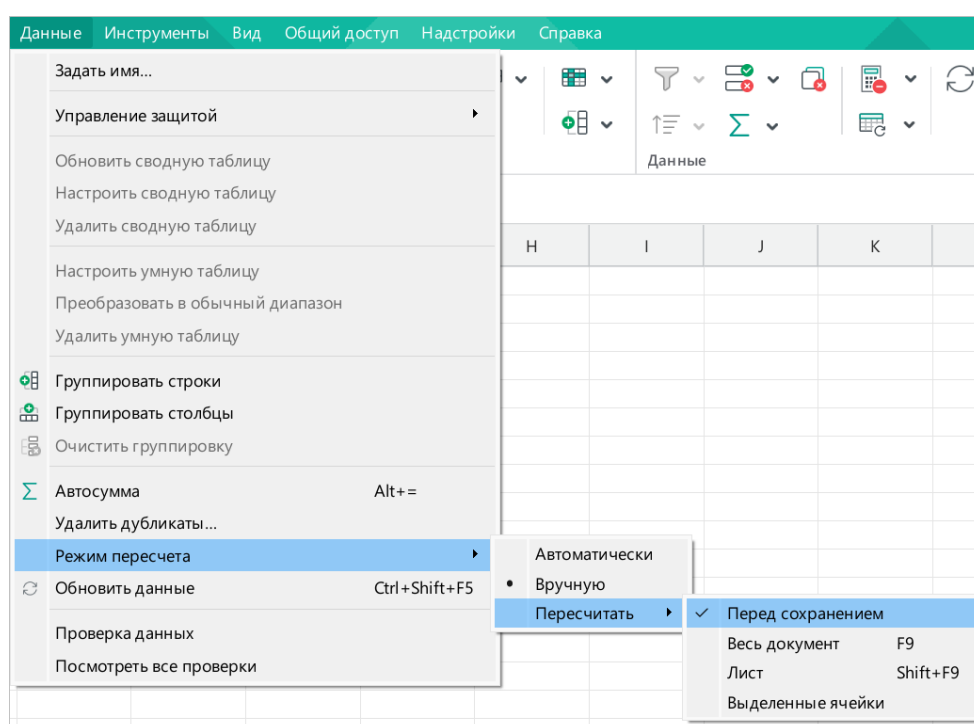 Данные Инструменты Вид Общий доступ Надстройки Справка
Задать имя...
Управление защитой
Обновить сводную таблицу
Настроить сводную таблицу
Удалить сводную таблицу
Настроить умную таблицу
Преобразовать в обычный диапазон
Удалить умную таблицу
Группировать строки
Группировать столбцы
Очистить группировку
Автосумма Alt+=
Удалить дубликаты...
Режим пересчета
Обновить данные Ctrl+Shift+F5
Проверка данных
Посмотреть все проверки
Данные
H I J K
Автоматически
Вручную
Пересчитать
Перед сохранением
Весь документ F9
Лист Shift+F9
Выделенные ячейки